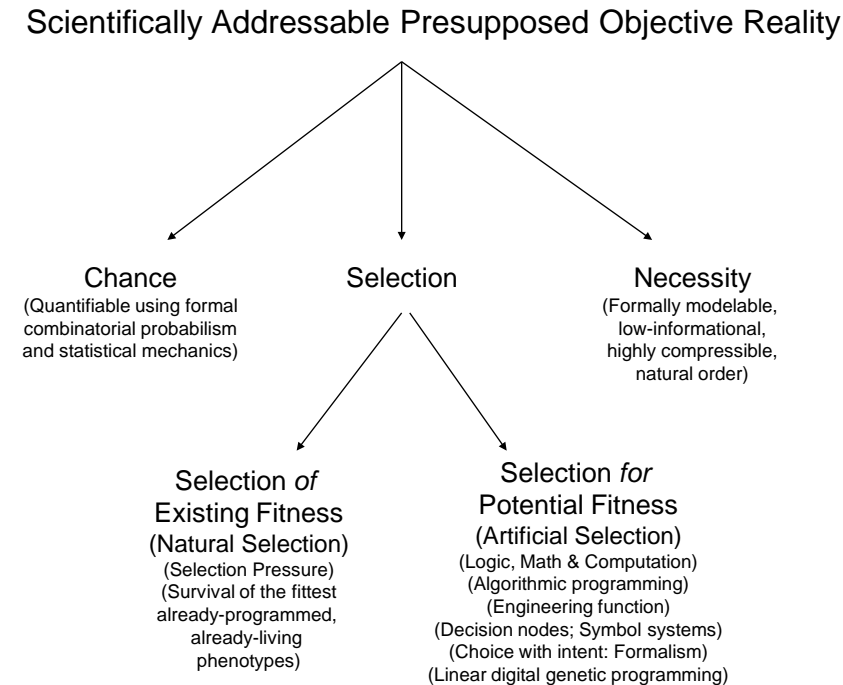 Scientifically Addressable Presupposed Objective Reality
Chance
(Quantifiable using formal
combinatorial probabilism
and statistical mechanics)
Selection
Necessity
(Formally modelable,
low-informational,
highly compressible,
natural order)
Selection of
Existing Fitness
(Natural Selection)
(Selection Pressure)
(Survival of the fittest
already-programmed,
already-living
phenotypes)
Selection for
Potential Fitness
(Artificial Selection)
(Logic, Math & Computation)
(Algorithmic programming)
(Engineering function)
(Decision nodes; Symbol systems)
(Choice with intent: Formalism)
(Linear digital genetic programming)